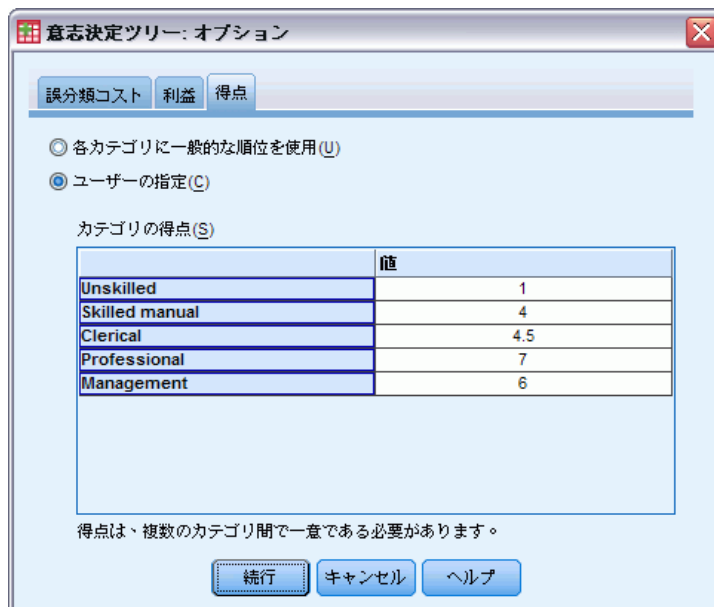 意志決定ツリー: オプション
誤分類コスト 利益 得点
各カテゴリに一般的な順位を使用(U)
ユーザーの指定(C)
カテゴリの得点(S)
値
Unskilled 1
Skilled manual 4
Clerical 4.5
Professional 7
Management 6
得点は、複数のカテゴリ間で一意である必要があります。
続行 キャンセル ヘルプ